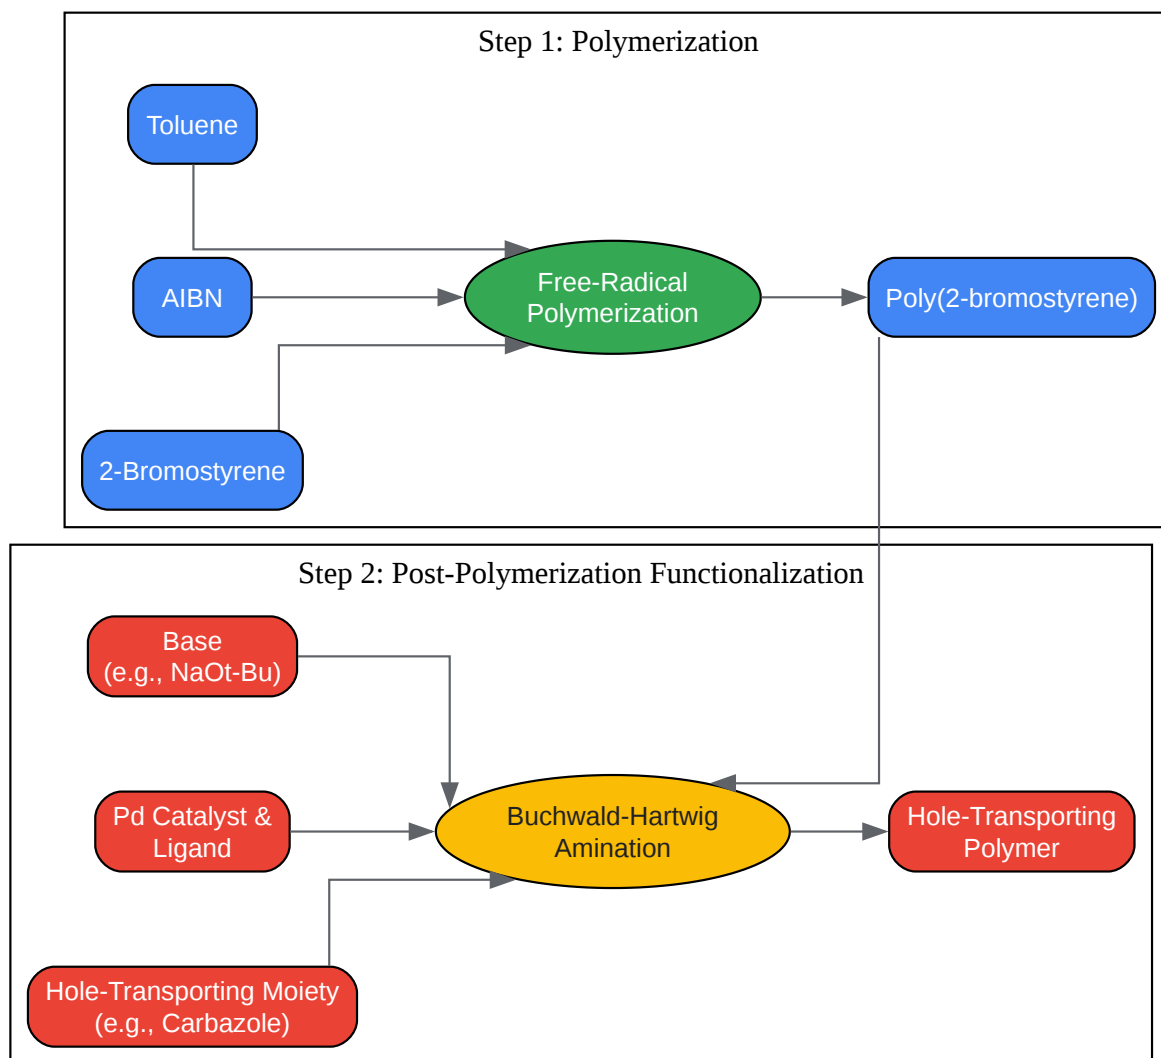 Step 1: Polymerization
Toluene
AIBN
Free-Radical
Polymerization
Poly(2-bromostyrene)
2-Bromostyrene
Step 2: Post-Polymerization Functionalization
Base
(e.g., NaOt-Bu)
Pd Catalyst &
Ligand
Buchwald-Hartwig
Amination
Hole-Transporting
Polymer
Hole-Transporting Moiety
(e.g., Carbazole)